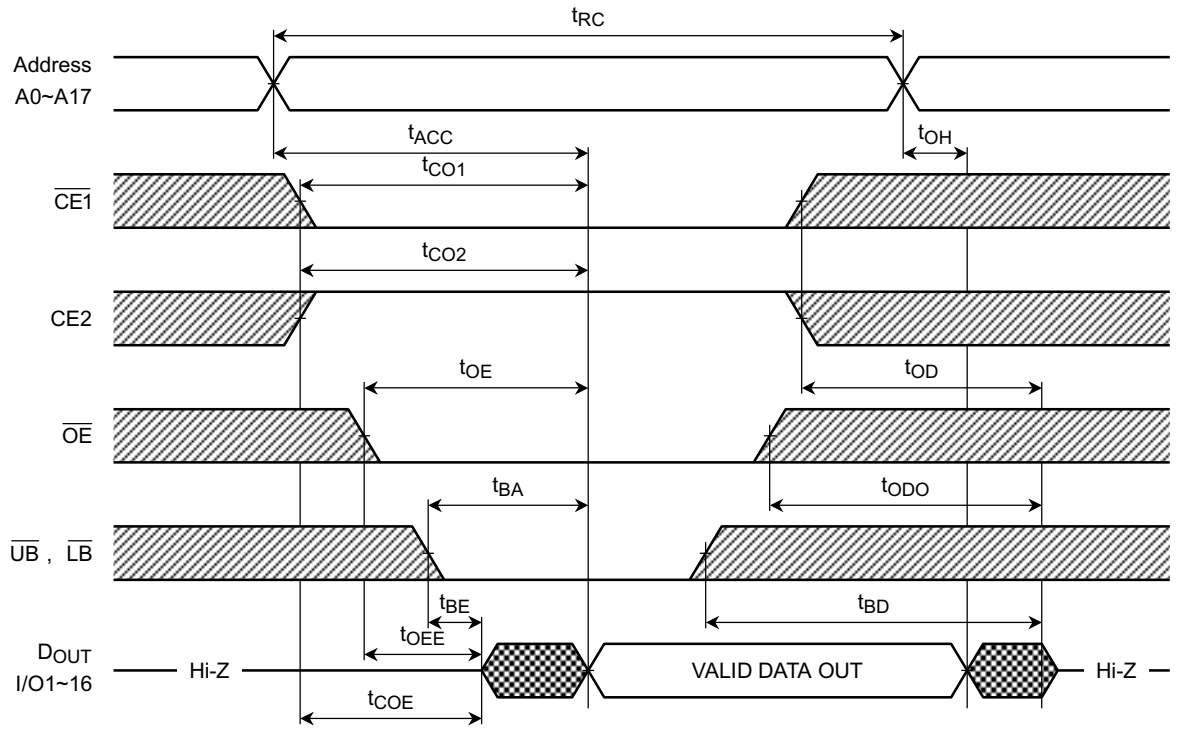 tRC
Address
A0~A17
tACC
tOH
tCO1
CE1
tCO2
CE2
tOE
tOD
OE
tBA
tODO
UB , LB
tBE
tBD
tOEE
DOUT
I/O1~16
Hi-Z
VALID DATA OUT
Hi-Z
tCOE